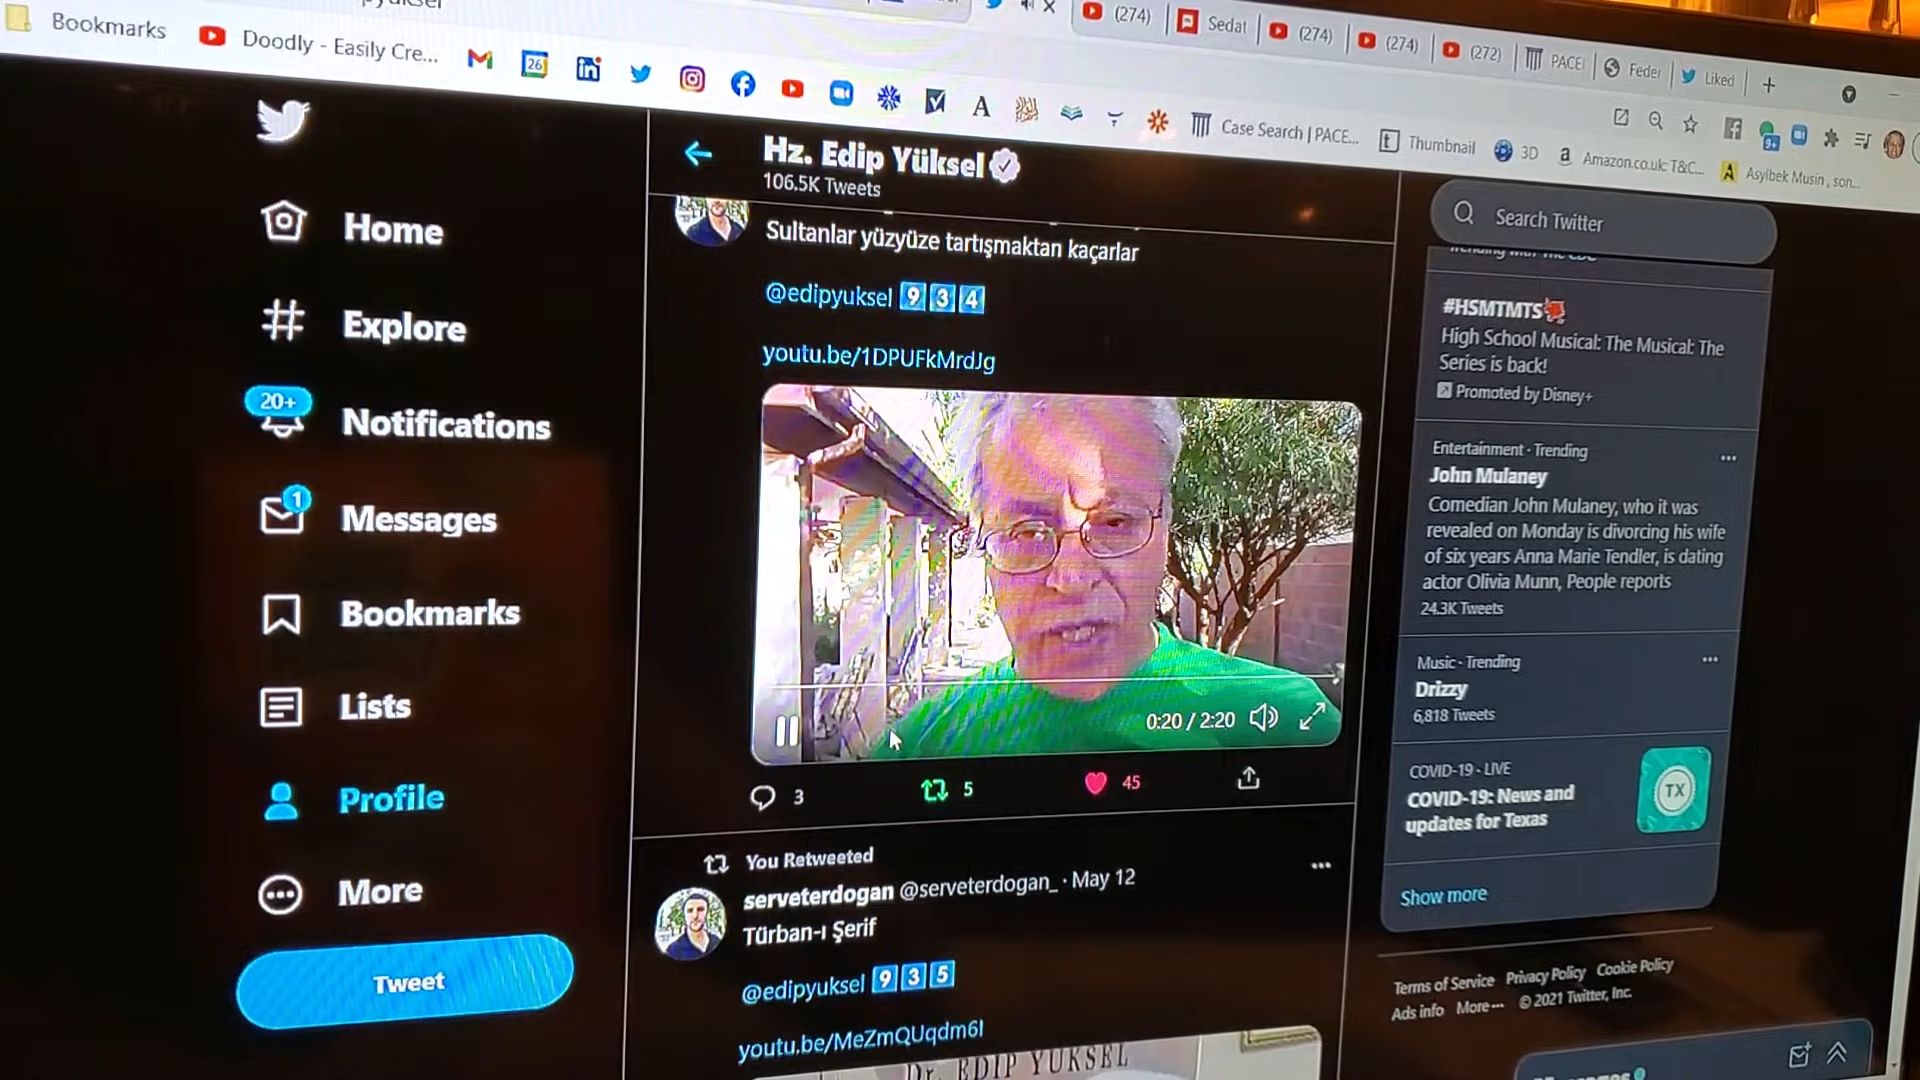 (274)
Sedat
(274)
(274)
(272)
PACE
Feder
Liked
Bookmarks
Doodly - Easily Cre...
26
A
Case Search | PACE...
Thumbnail
3D
Amazon.co.uk: T&C...
Asylbek Musin , son...
9+
Hz. Edip Yüksel
106.5K Tweets
Search Twitter
Home
Explore
20+
Notifications
1
Messages
Bookmarks
Lists
Profile
More
Tweet
Sultanlar yüzyüze tartışmaktan kaçarlar
@edipyuksel 9 3 4
youtu.be/1DPUFkMrdJg
0:20 / 2:20
3
5
45
You Retweeted
serveterdogan @serveterdogan_ · May 12
Türban-ı Şerif
@edipyuksel 9 3 5
youtu.be/MeZmQUqdm6I
Dr. EDIP YUKSEL
#HSMTMTS
High School Musical: The Musical: The
Series is back!
Promoted by Disney+
Entertainment · Trending
John Mulaney
Comedian John Mulaney, who it was
revealed on Monday is divorcing his wife
of six years Anna Marie Tendler, is dating
actor Olivia Munn, People reports
24.3K Tweets
Music · Trending
Drizzy
6,818 Tweets
COVID-19 · LIVE
COVID-19: News and
updates for Texas
TX
Show more
Terms of Service Privacy Policy Cookie Policy
Ads info More ··· © 2021 Twitter, Inc.